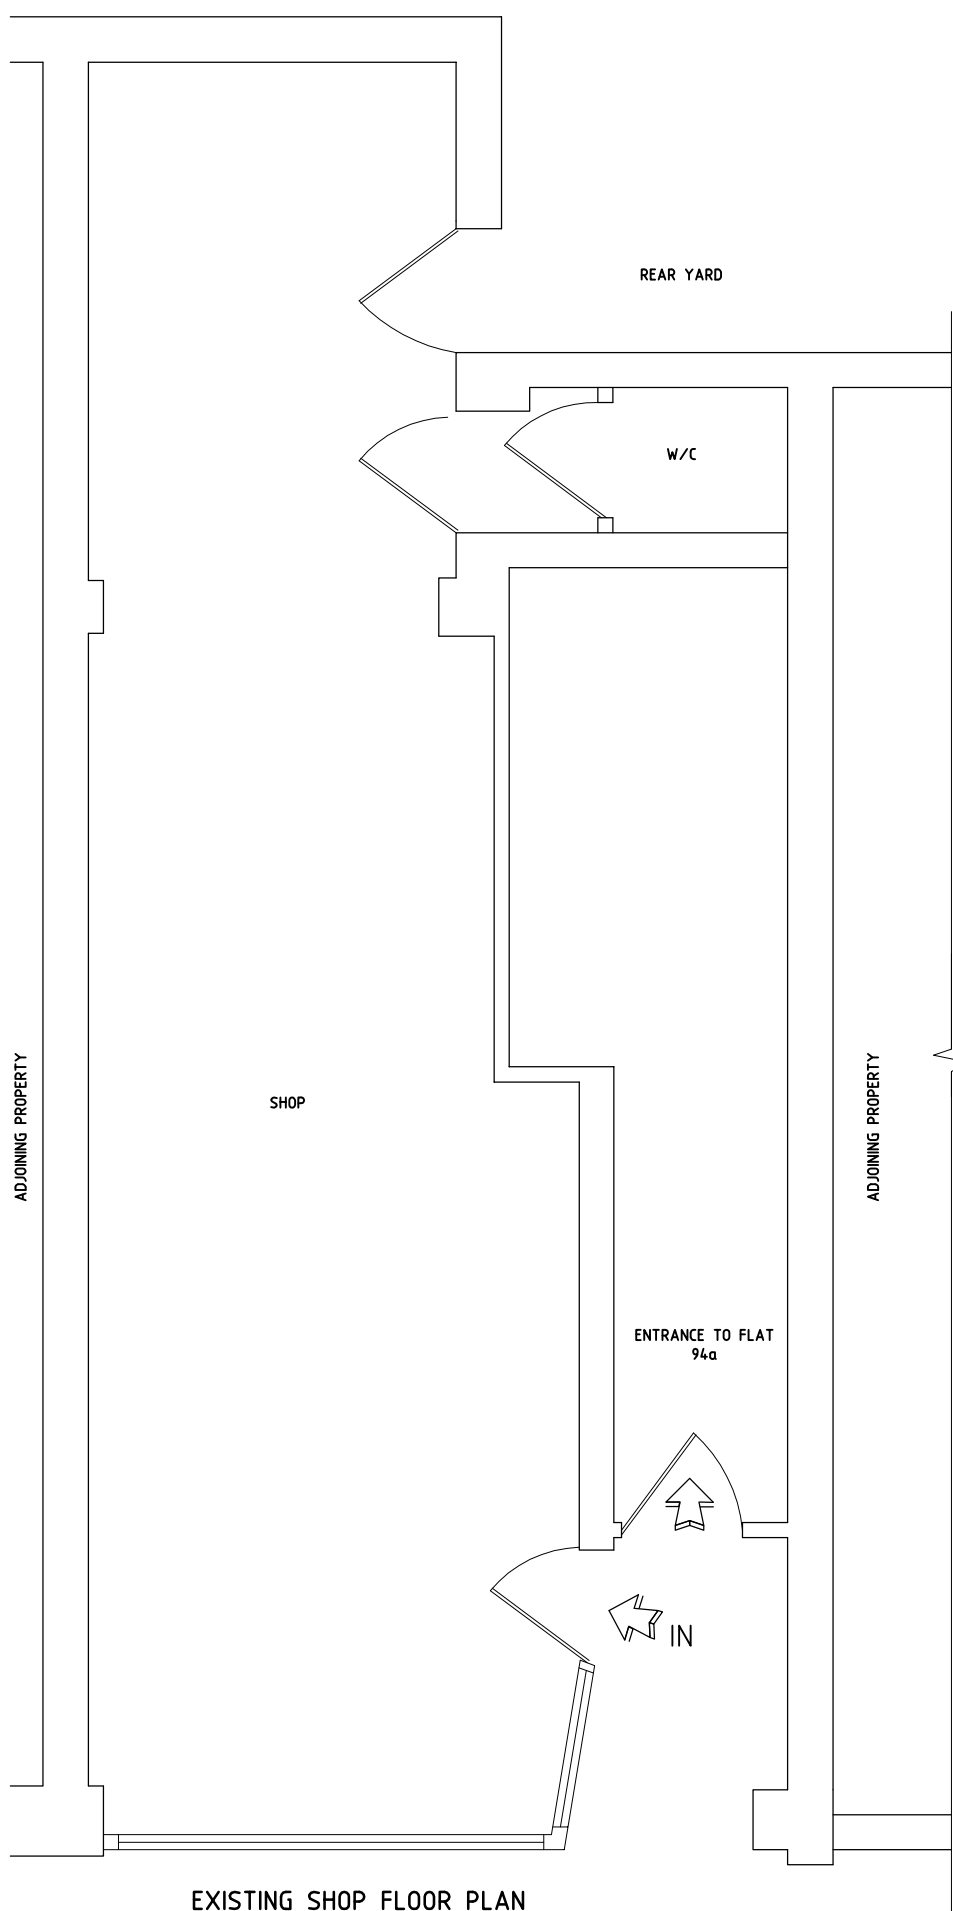 REAR YARD
W/C
ADJOINING PROPERTY
SHOP
ADJOINING PROPERTY
ENTRANCE TO FLAT
94a
IN
EXISTING SHOP FLOOR PLAN